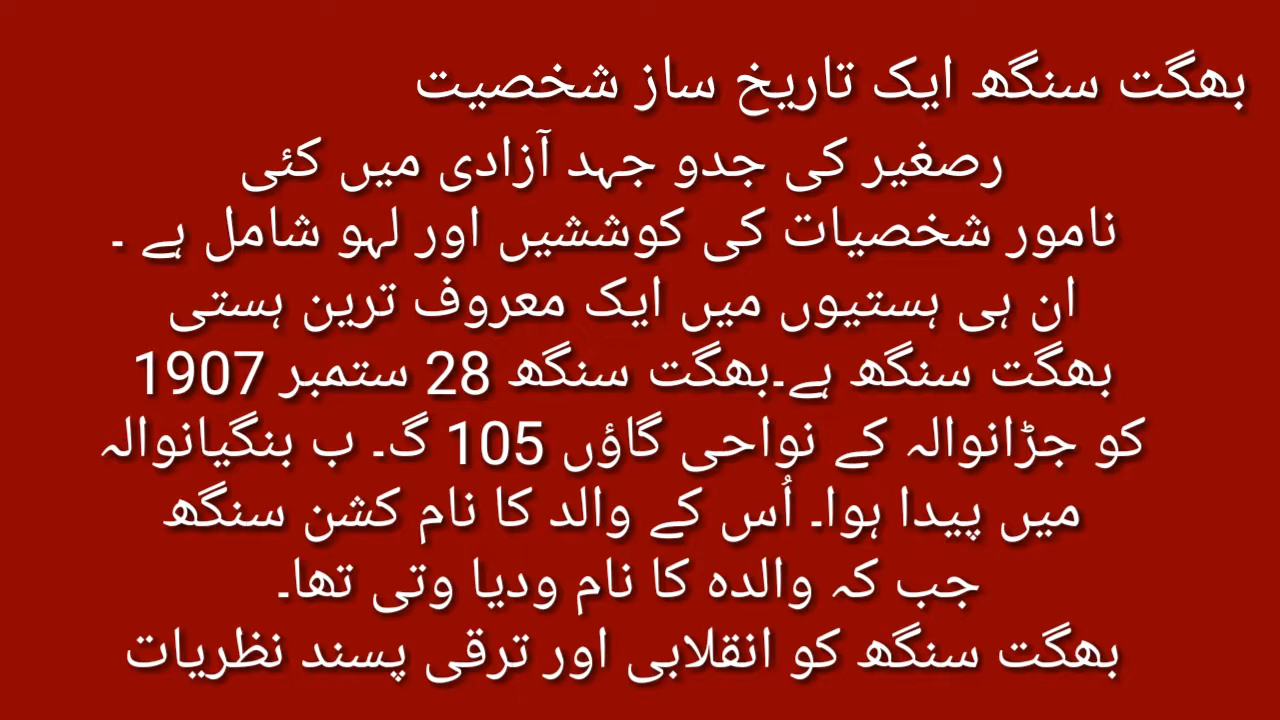 بھگت سنگھ ایک تاریخ ساز شخصیت
رصغیر کی جدو جہد آزادی میں کئی
نامور شخصیات کی کوششیں اور لہو شامل ہے ۔
ان ہی ہستیوں میں ایک معروف ترین ہستی
بھگت سنگھ ہے۔بھگت سنگھ 28 ستمبر 1907
کو جڑانوالہ کے نواحی گاؤں 105 گ۔ ب بنگیانوالہ
میں پیدا ہوا۔ اُس کے والد کا نام کشن سنگھ
جب کہ والدہ کا نام ودیا وتی تھا۔
بھگت سنگھ کو انقلابی اور ترقی پسند نظریات